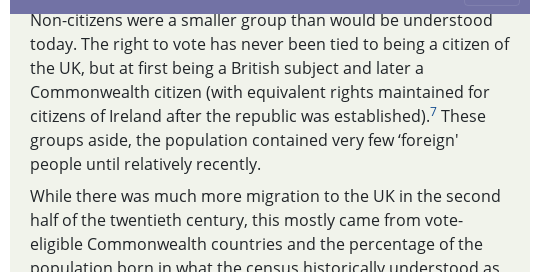 Non-citizens were a smaller group than would be understood
today. The right to vote has never been tied to being a citizen of
the UK, but at first being a British subject and later a
Commonwealth citizen (with equivalent rights maintained for
citizens of Ireland after the republic was established).7 These
groups aside, the population contained very few ‘foreign'
people until relatively recently.
While there was much more migration to the UK in the second
half of the twentieth century, this mostly came from vote-
eligible Commonwealth countries and the percentage of the
population born in what the census historically understood as